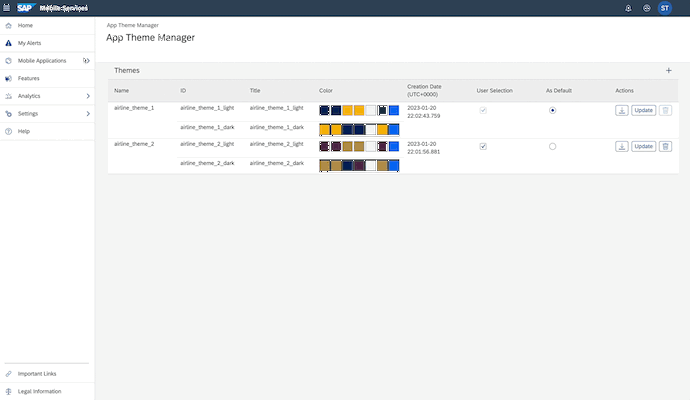 SAP Mobile Services ST
Home
My Alerts
Mobile Applications
Features
Analytics
Settings
Help
Important Links
Legal Information
App Theme Manager
App Theme Manager
Themes
Name ID Title Color Creation Date (UTC+0000) User Selection As Default Actions
airline_theme_1 airline_theme_1_light airline_theme_1_light 2023-01-20 22:02:43.759 Update
airline_theme_1_dark airline_theme_1_dark
airline_theme_2 airline_theme_2_light airline_theme_2_light 2023-01-20 22:01:56.881 Update
airline_theme_2_dark airline_theme_2_dark